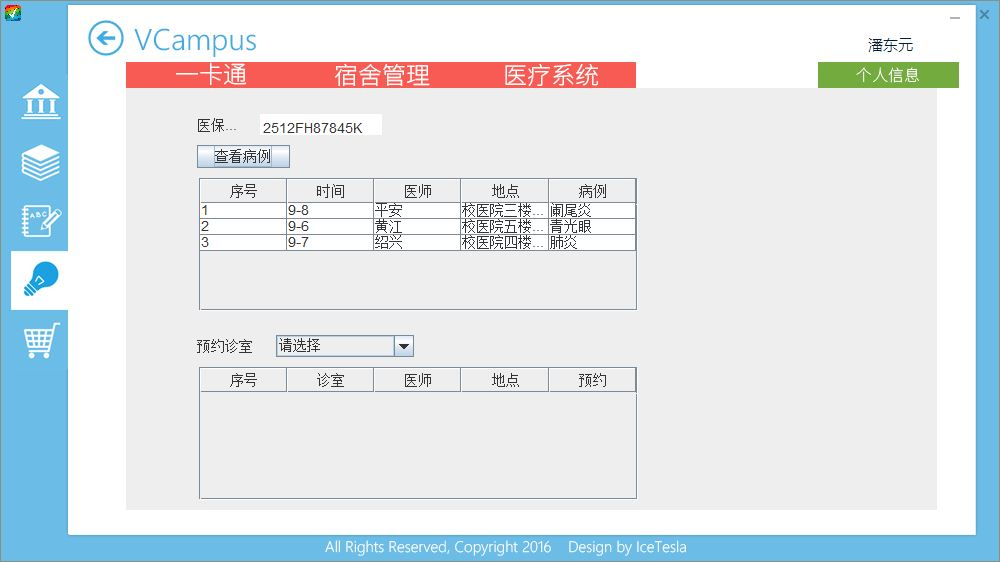 VCampus
潘东元
一卡通 宿舍管理 医疗系统 个人信息
医保... 2512FH87845K
查看病例
序号 时间 医师 地点 病例
1 9-8 平安 校医院三楼... 阑尾炎
2 9-6 黄江 校医院五楼... 青光眼
3 9-7 绍兴 校医院四楼... 肺炎
预约诊室 请选择
序号 诊室 医师 地点 预约
All Rights Reserved, Copyright 2016 Design by IceTesla
ABC